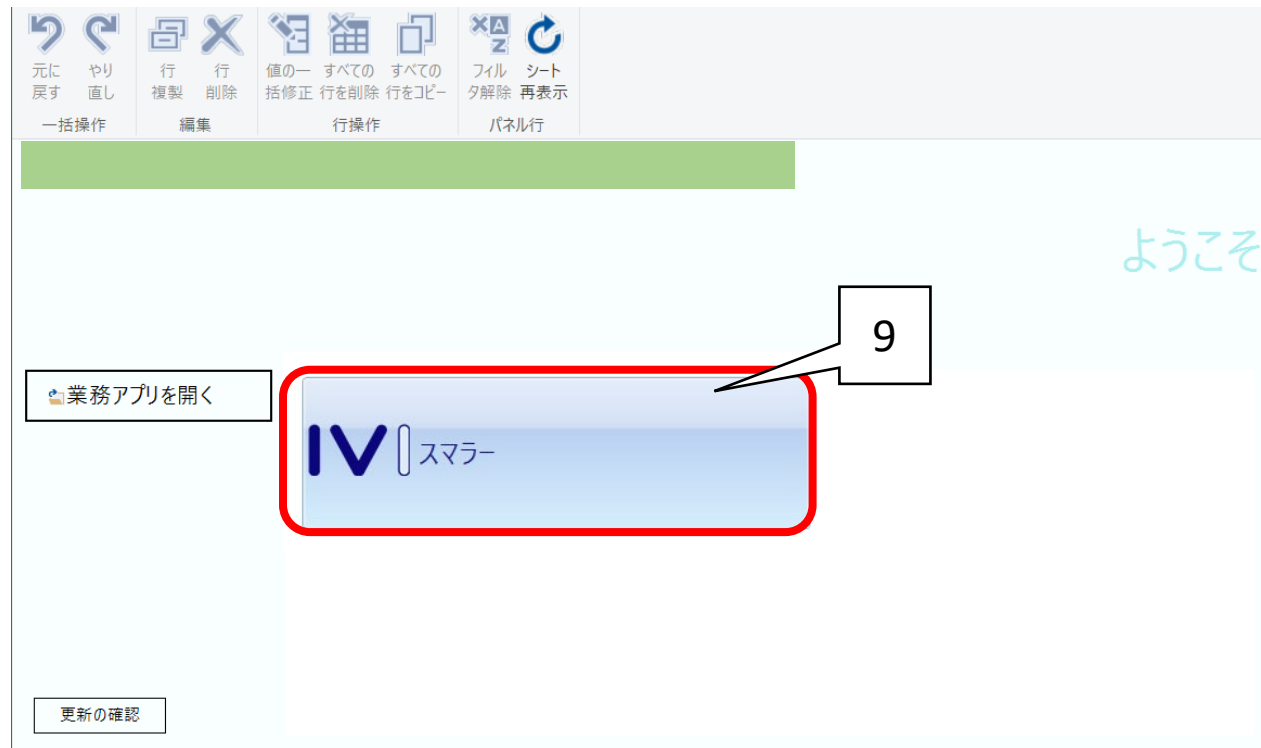 元に戻す やり直し 行複製 行削除 値の一括修正 すべての行を削除 すべての行をコピー フィルタ解除 シート再表示
一括操作 編集 行操作 パネル行
ようこそ
9
業務アプリを開く
IV スマラー
更新の確認